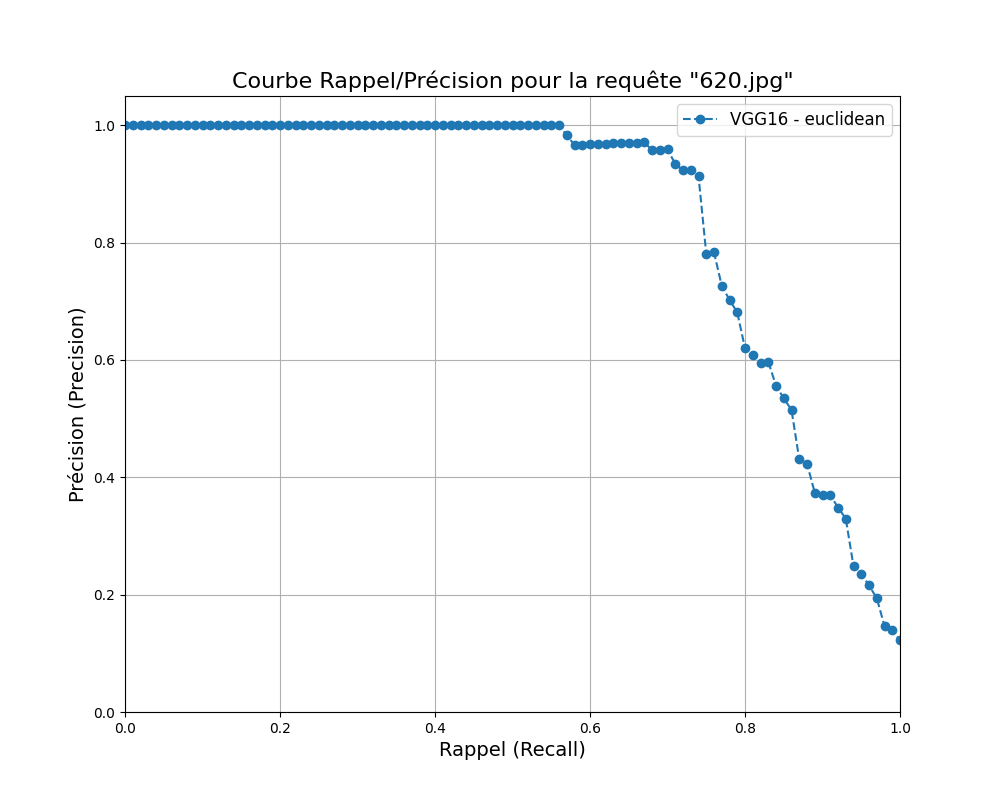 Courbe Rappel/Précision pour la requête "620.jpg"
VGG16 - euclidean
1.0
0.8
0.6
0.4
0.2
0.0
Précision (Precision)
0.0 0.2 0.4 0.6 0.8 1.0
Rappel (Recall)